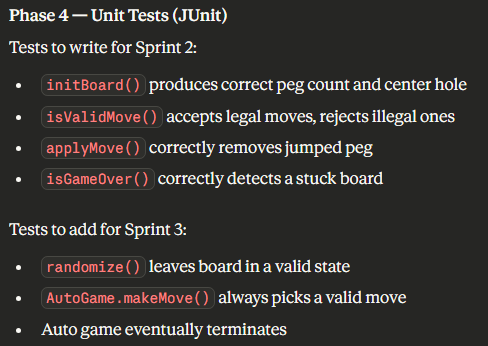 Phase 4 — Unit Tests (JUnit)
Tests to write for Sprint 2:
• initBoard() produces correct peg count and center hole
• isValidMove() accepts legal moves, rejects illegal ones
• applyMove() correctly removes jumped peg
• isGameOver() correctly detects a stuck board
Tests to add for Sprint 3:
• randomize() leaves board in a valid state
• AutoGame.makeMove() always picks a valid move
• Auto game eventually terminates